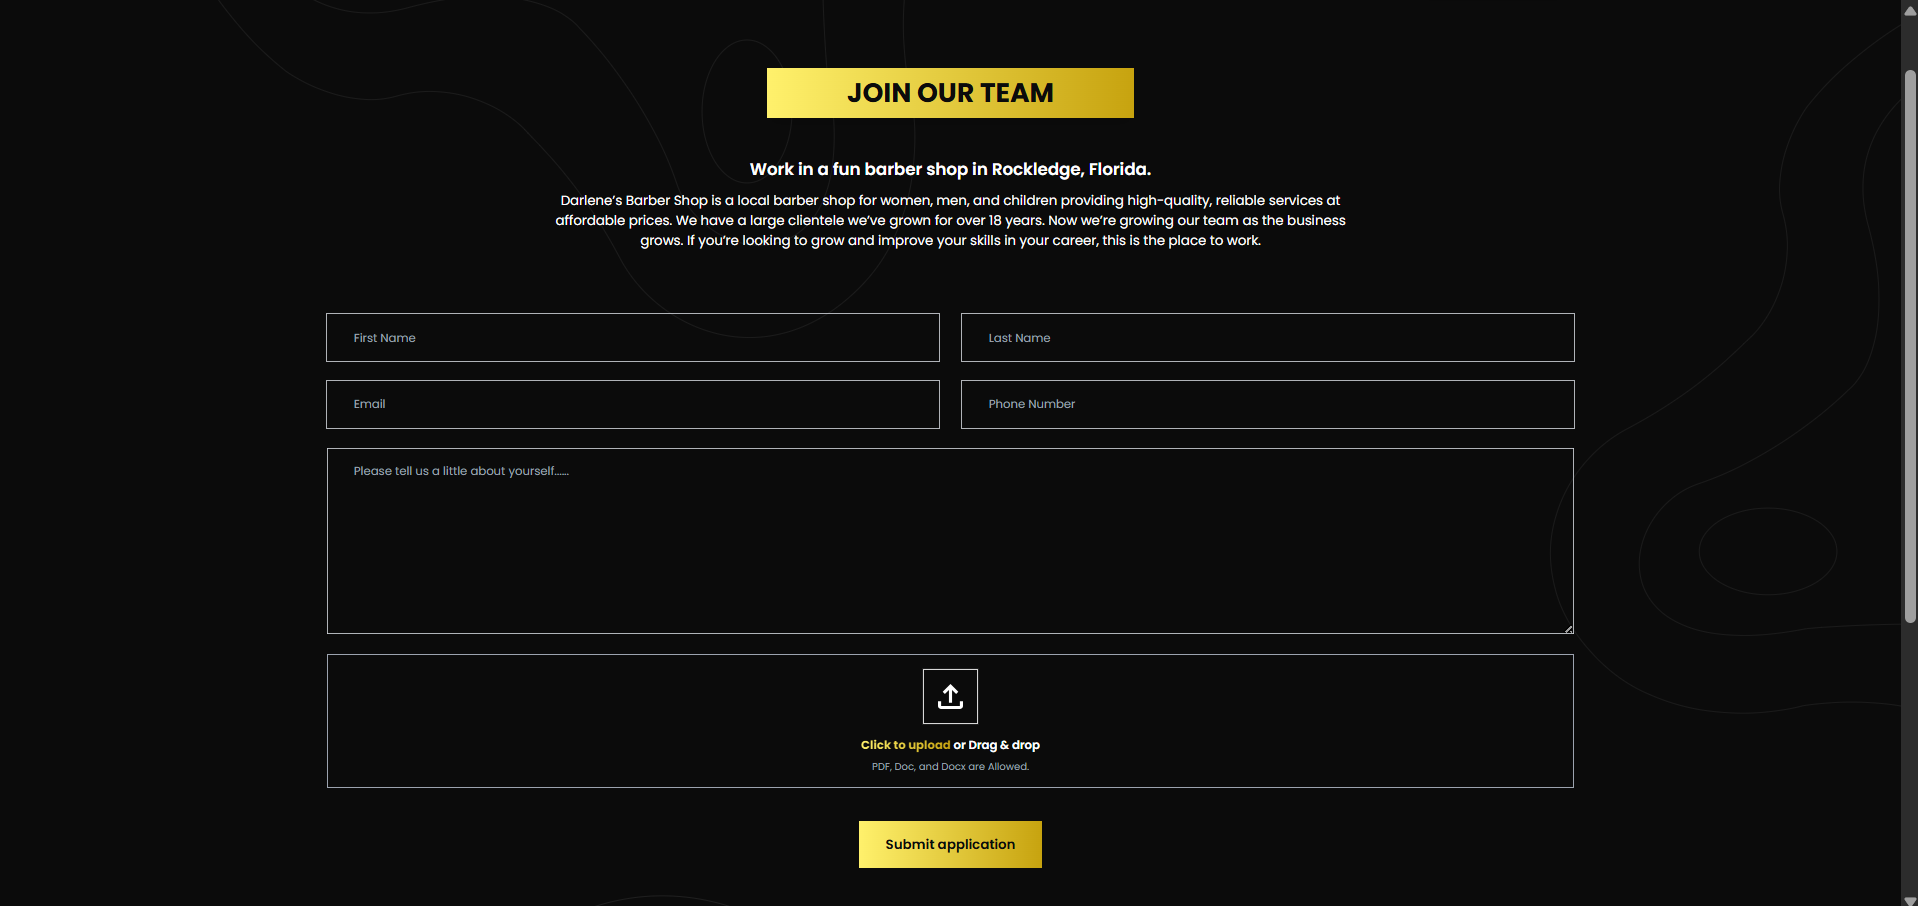 JOIN OUR TEAM
Work in a fun barber shop in Rockledge, Florida.
Darlene’s Barber Shop is a local barber shop for women, men, and children providing high-quality, reliable services at
affordable prices. We have a large clientele we’ve grown for over 18 years. Now we’re growing our team as the business
grows. If you’re looking to grow and improve your skills in your career, this is the place to work.
First Name
Last Name
Email
Phone Number
Please tell us a little about yourself......
Click to upload or Drag & drop
PDF, Doc, and Docx are Allowed.
Submit application